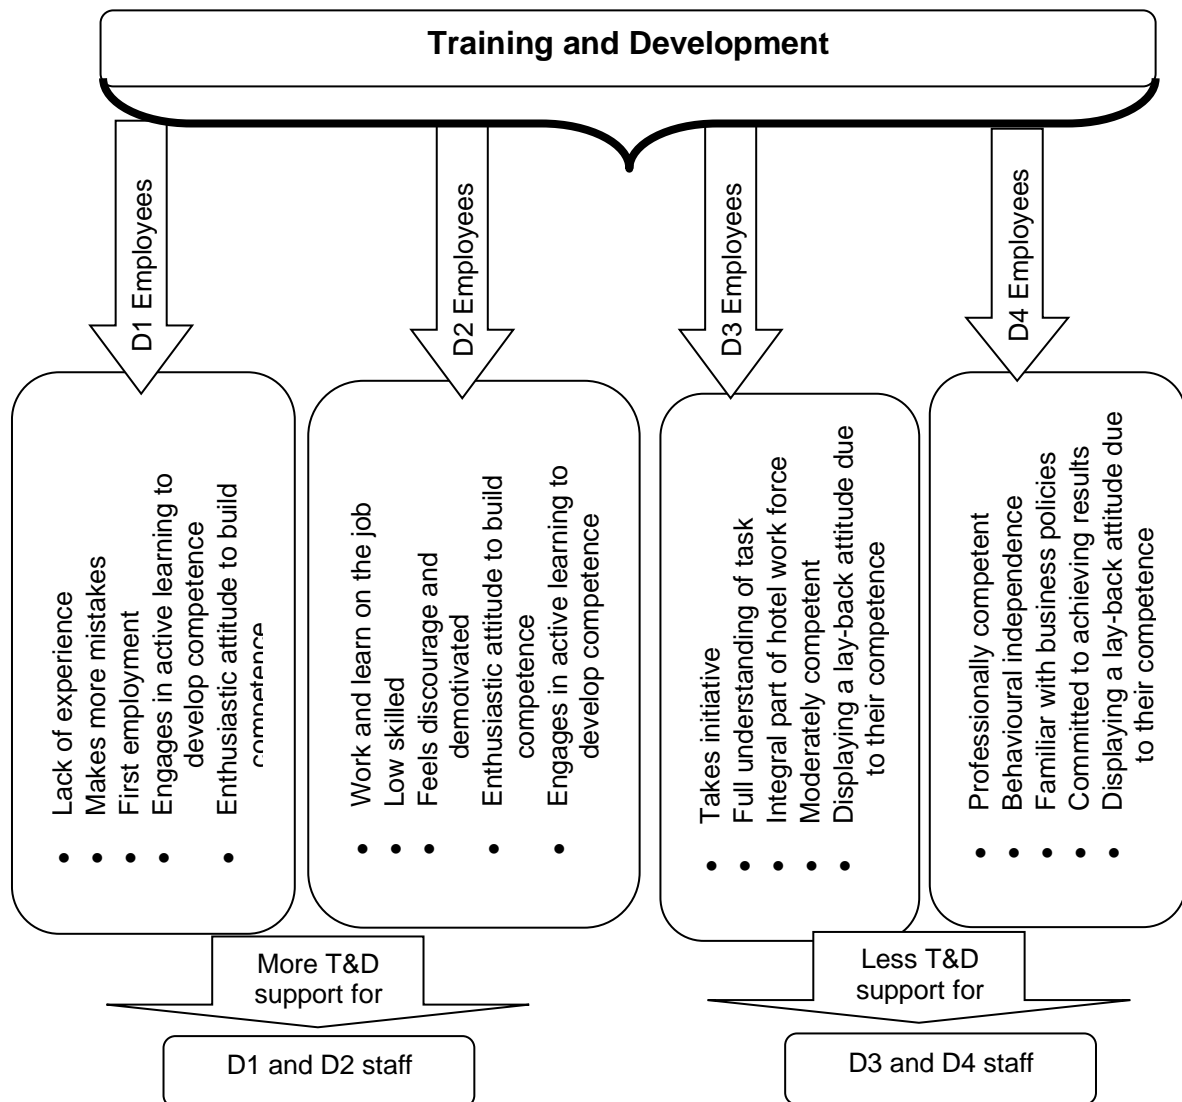 Training and Development
D1 Employees
D2 Employees
D3 Employees
D4 Employees
• Lack of experience
• Makes more mistakes
• First employment
• Engages in active learning to
develop competence
• Enthusiastic attitude to build
competence
• Work and learn on the job
• Low skilled
• Feels discourage and
demotivated
• Enthusiastic attitude to build
competence
• Engages in active learning to
develop competence
• Takes initiative
• Full understanding of task
• Integral part of hotel work force
• Moderately competent
• Displaying a lay-back attitude due
to their competence
• Professionally competent
• Behavioural independence
• Familiar with business policies
• Committed to achieving results
• Displaying a lay-back attitude due
to their competence
More T&D
support for
Less T&D
support for
D1 and D2 staff
D3 and D4 staff